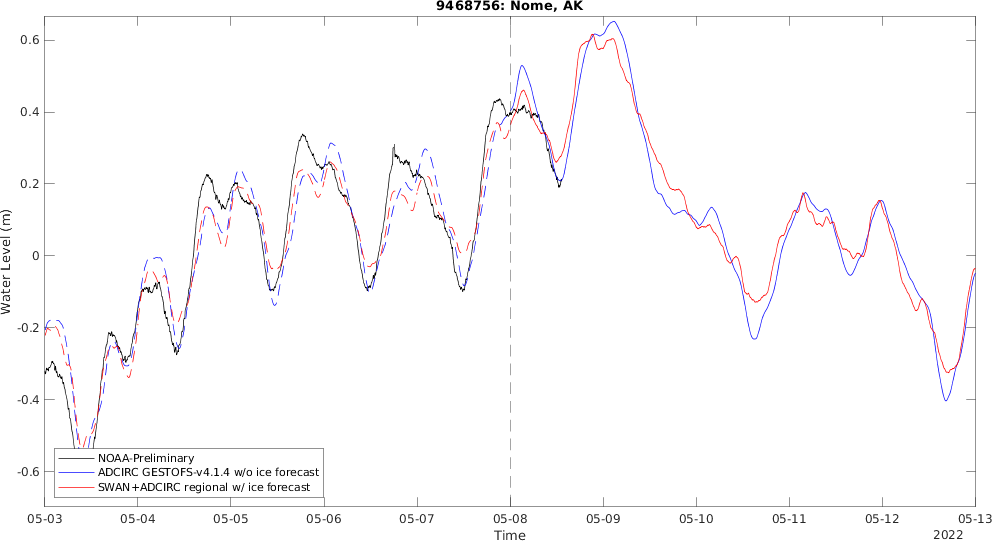 9468756: Nome, AK
Water Level (m)
0.6
0.4
0.2
0
-0.2
-0.4
-0.6
NOAA-Preliminary
ADCIRC GESTOFS-v4.1.4 w/o ice forecast
SWAN+ADCIRC regional w/ ice forecast
05-03 05-04 05-05 05-06 05-07 05-08 05-09 05-10 05-11 05-12 05-13
Time
2022